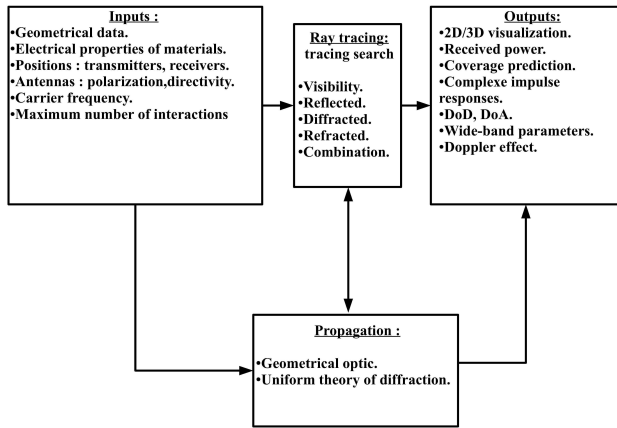 Inputs :
•Geometrical data.
•Electrical properties of materials.
•Positions : transmitters, receivers.
•Antennas : polarization,directivity.
•Carrier frequency.
•Maximum number of interactions
Ray tracing:
tracing search
•Visibility.
•Reflected.
•Diffracted.
•Refracted.
•Combination.
Outputs:
•2D/3D visualization.
•Received power.
•Coverage prediction.
•Complexe impulse
responses.
•DoD, DoA.
•Wide-band parameters.
•Doppler effect.
Propagation :
•Geometrical optic.
•Uniform theory of diffraction.